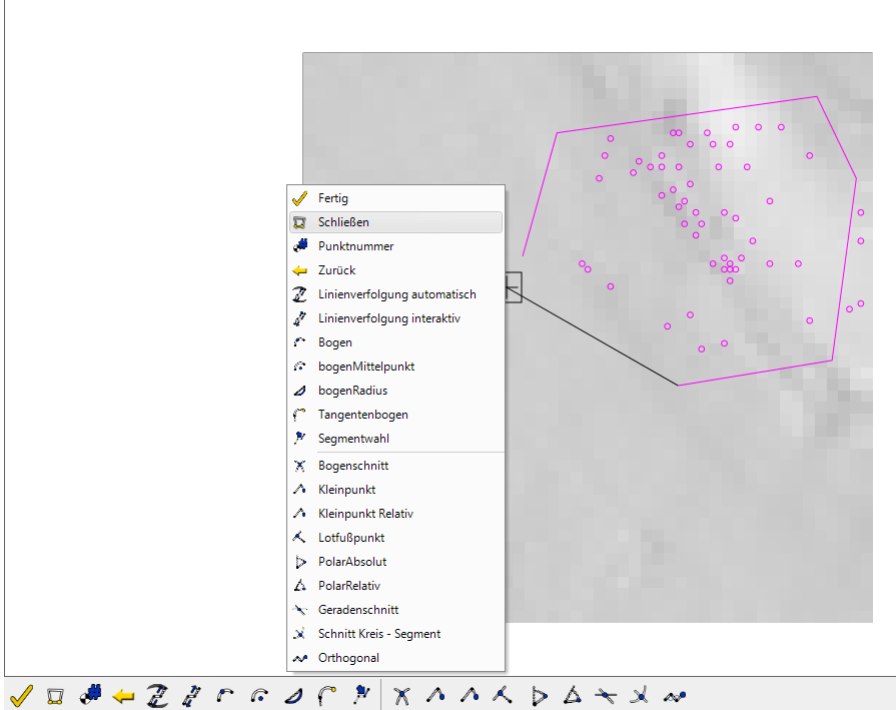 Fertig
Schließen
Punktnummer
Zurück
Linienverfolgung automatisch
Linienverfolgung interaktiv
Bogen
bogenMittelpunkt
bogenRadius
Tangentenbogen
Segmentwahl
Bogenschnitt
Kleinpunkt
Kleinpunkt Relativ
Lotfußpunkt
PolarAbsolut
PolarRelativ
Geradenschnitt
Schnitt Kreis - Segment
Orthogonal